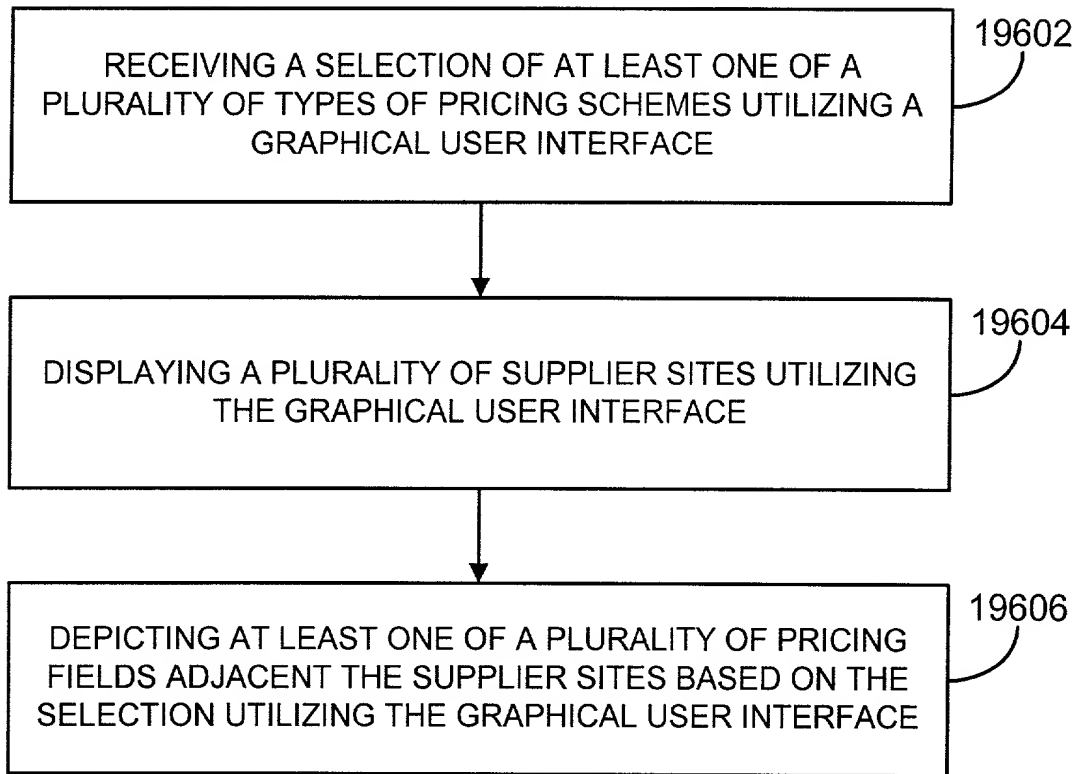 19602
RECEIVING A SELECTION OF AT LEAST ONE OF A
PLURALITY OF TYPES OF PRICING SCHEMES UTILIZING A
GRAPHICAL USER INTERFACE
19604
DISPLAYING A PLURALITY OF SUPPLIER SITES UTILIZING
THE GRAPHICAL USER INTERFACE
19606
DEPICTING AT LEAST ONE OF A PLURALITY OF PRICING
FIELDS ADJACENT THE SUPPLIER SITES BASED ON THE
SELECTION UTILIZING THE GRAPHICAL USER INTERFACE